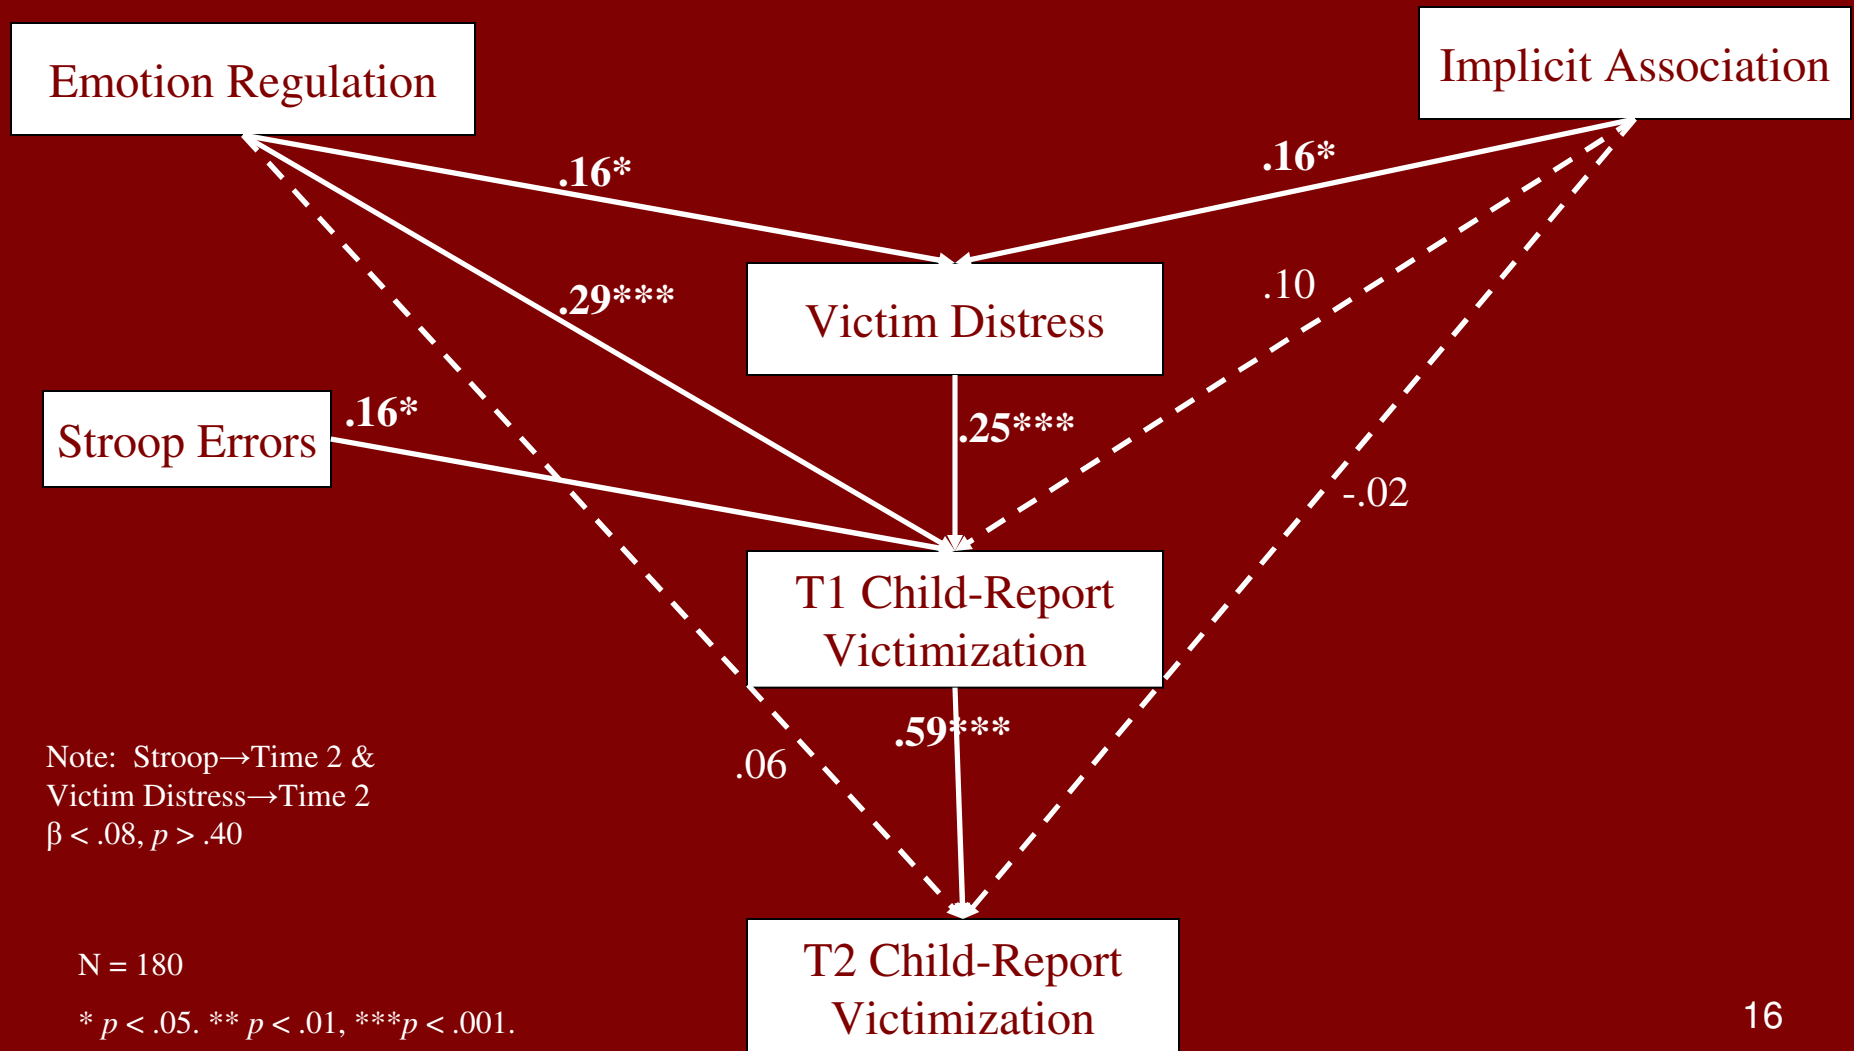 Emotion Regulation
Implicit Association
.16*
.16*
.29***
.10
Victim Distress
Stroop Errors
.16*
.25***
-.02
T1 Child-Report
Victimization
.59***
.06
Note:  Stroop→Time 2 &
Victim Distress→Time 2
β < .08, p > .40
N = 180
* p < .05. ** p < .01, ***p < .001.
T2 Child-Report
Victimization
16